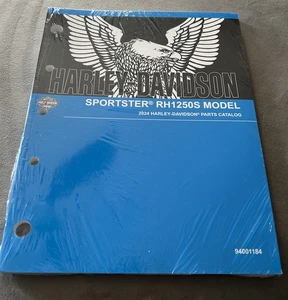 HARLEY-DAVIDSON
SPORTSTER® RH1250S MODEL
2024 HARLEY-DAVIDSON® PARTS CATALOG
94001184